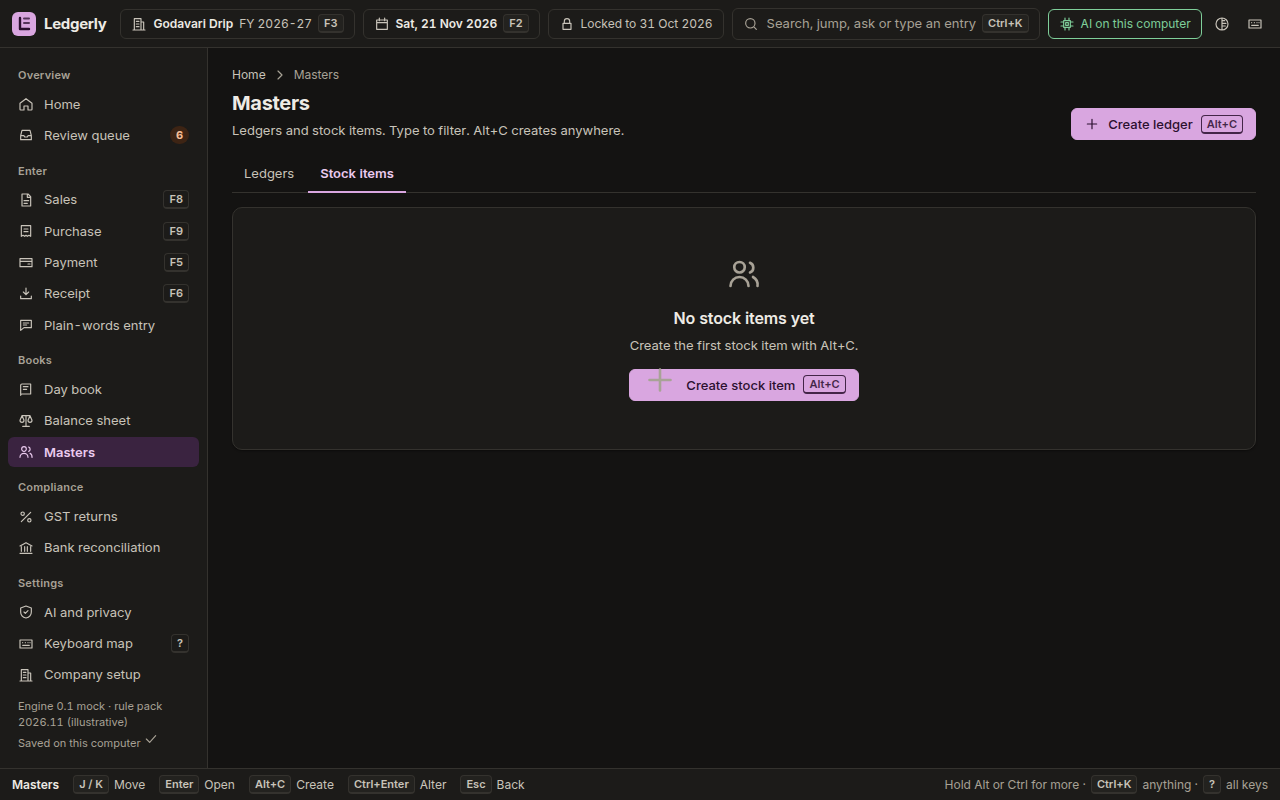 Ledgerly
Godavari Drip FY 2026-27 F3
Sat, 21 Nov 2026 F2
Locked to 31 Oct 2026
Search, jump, ask or type an entry Ctrl+K
AI on this computer
Overview
Home
Review queue 6
Enter
Sales F8
Purchase F9
Payment F5
Receipt F6
Plain-words entry
Books
Day book
Balance sheet
Masters
Compliance
GST returns
Bank reconciliation
Settings
AI and privacy
Keyboard map ?
Company setup
Engine 0.1 mock · rule pack
2026.11 (illustrative)
Saved on this computer
Home Masters
Masters
Ledgers and stock items. Type to filter. Alt+C creates anywhere.
Create ledger Alt+C
Ledgers Stock items
No stock items yet
Create the first stock item with Alt+C.
Create stock item Alt+C
Masters J / K Move Enter Open Alt+C Create Ctrl+Enter Alter Esc Back
Hold Alt or Ctrl for more · Ctrl+K anything · ? all keys